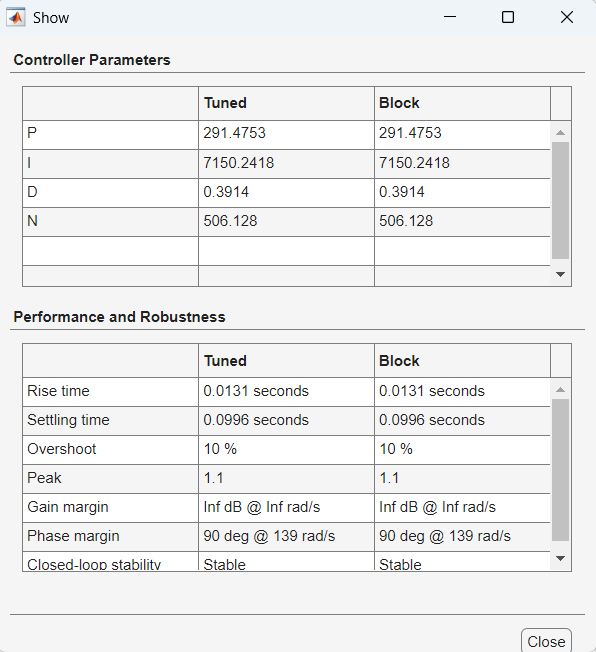 Show
Controller Parameters
Tuned Block
P 291.4753 291.4753
I 7150.2418 7150.2418
D 0.3914 0.3914
N 506.128 506.128
Performance and Robustness
Tuned Block
Rise time 0.0131 seconds 0.0131 seconds
Settling time 0.0996 seconds 0.0996 seconds
Overshoot 10 % 10 %
Peak 1.1 1.1
Gain margin Inf dB @ Inf rad/s Inf dB @ Inf rad/s
Phase margin 90 deg @ 139 rad/s 90 deg @ 139 rad/s
Closed-loop stability Stable Stable
Close